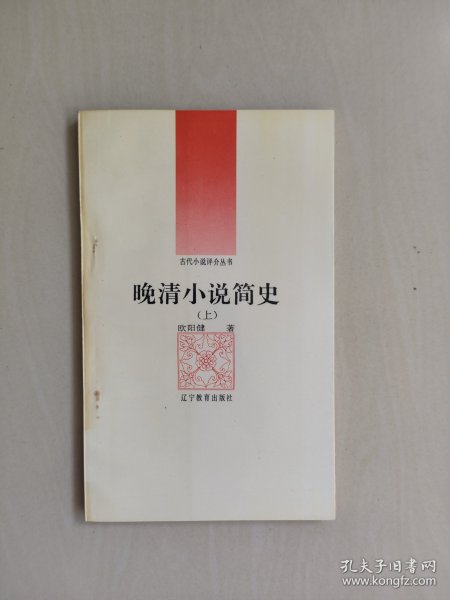 古代小说评介丛书
晚清小说简史
（上）
欧阳健 著
辽宁教育出版社
孔夫子旧书网
www.kongfz.com